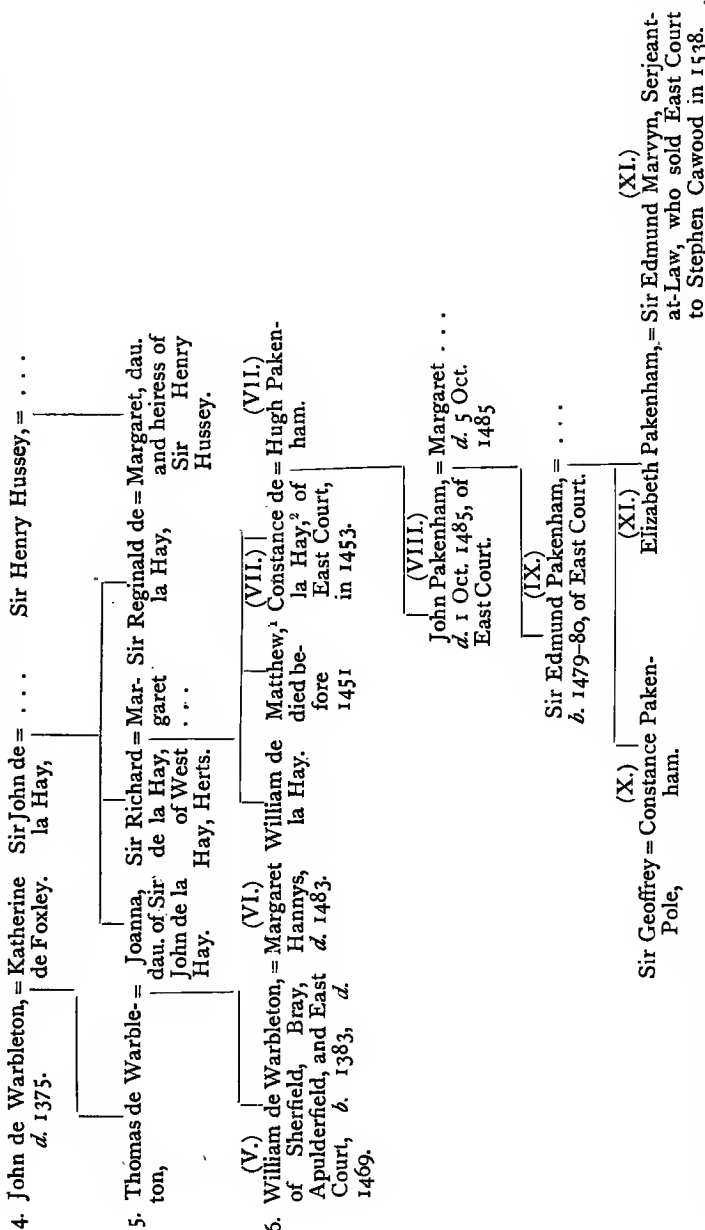 4. John de Warbleton, = Katherine
d. 1375. de Foxley.
Sir John de = . . .
la Hay,
Sir Henry Hussey, = . . .
5. Thomas de Warble- = Joanna,
ton,
dau. of Sir
John de la
Hay.
Sir Richard = Mar-
de la Hay, garet
of West . . .
Hay, Herts.
Sir Reginald de = Margaret, dau.
la Hay, and heiress of
Sir Henry
Hussey.
(V.) (VI.)
6. William de Warbleton, = Margaret
of Sherfield, Bray, Hannys,
Apulderfield, and East d. 1483.
Court, b. 1383, d.
1469.
William de
la Hay.
Matthew,¹
died be-
fore
1451
(VII.) (VII.)
Constance de = Hugh Paken-
la Hay,² of ham.
East Court,
in 1453.
(VIII.)
John Pakenham, = Margaret . . .
d. 1 Oct. 1485, of d. 5 Oct.
East Court. 1485
(IX.)
Sir Edmund Pakenham, = . . .
b. 1479–80, of East Court.
(X.)
Sir Geoffrey = Constance Paken-
Pole, ham.
(XI.) (XI.)
Elizabeth Pakenham, = Sir Edmund Marvyn, Serjeant-
at-Law, who sold East Court
to Stephen Cawood in 1538.